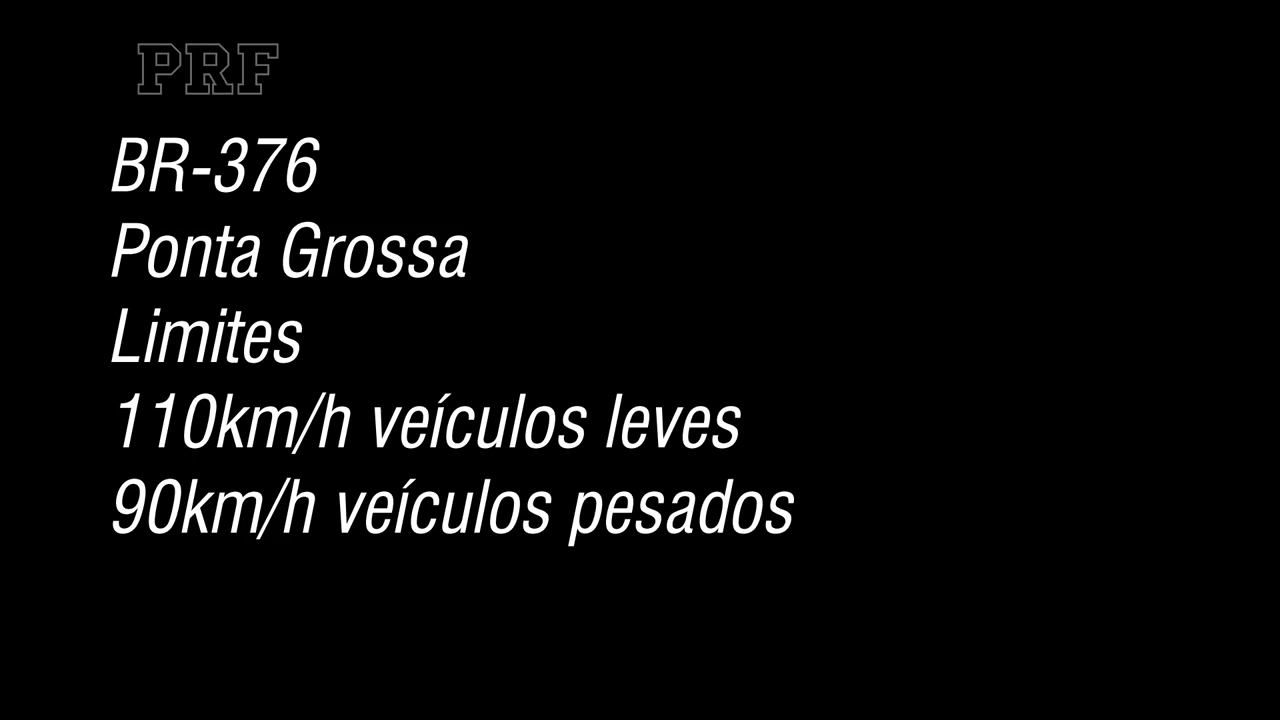 PRF
BR-376
Ponta Grossa
Limites
110km/h veículos leves
90km/h veículos pesados